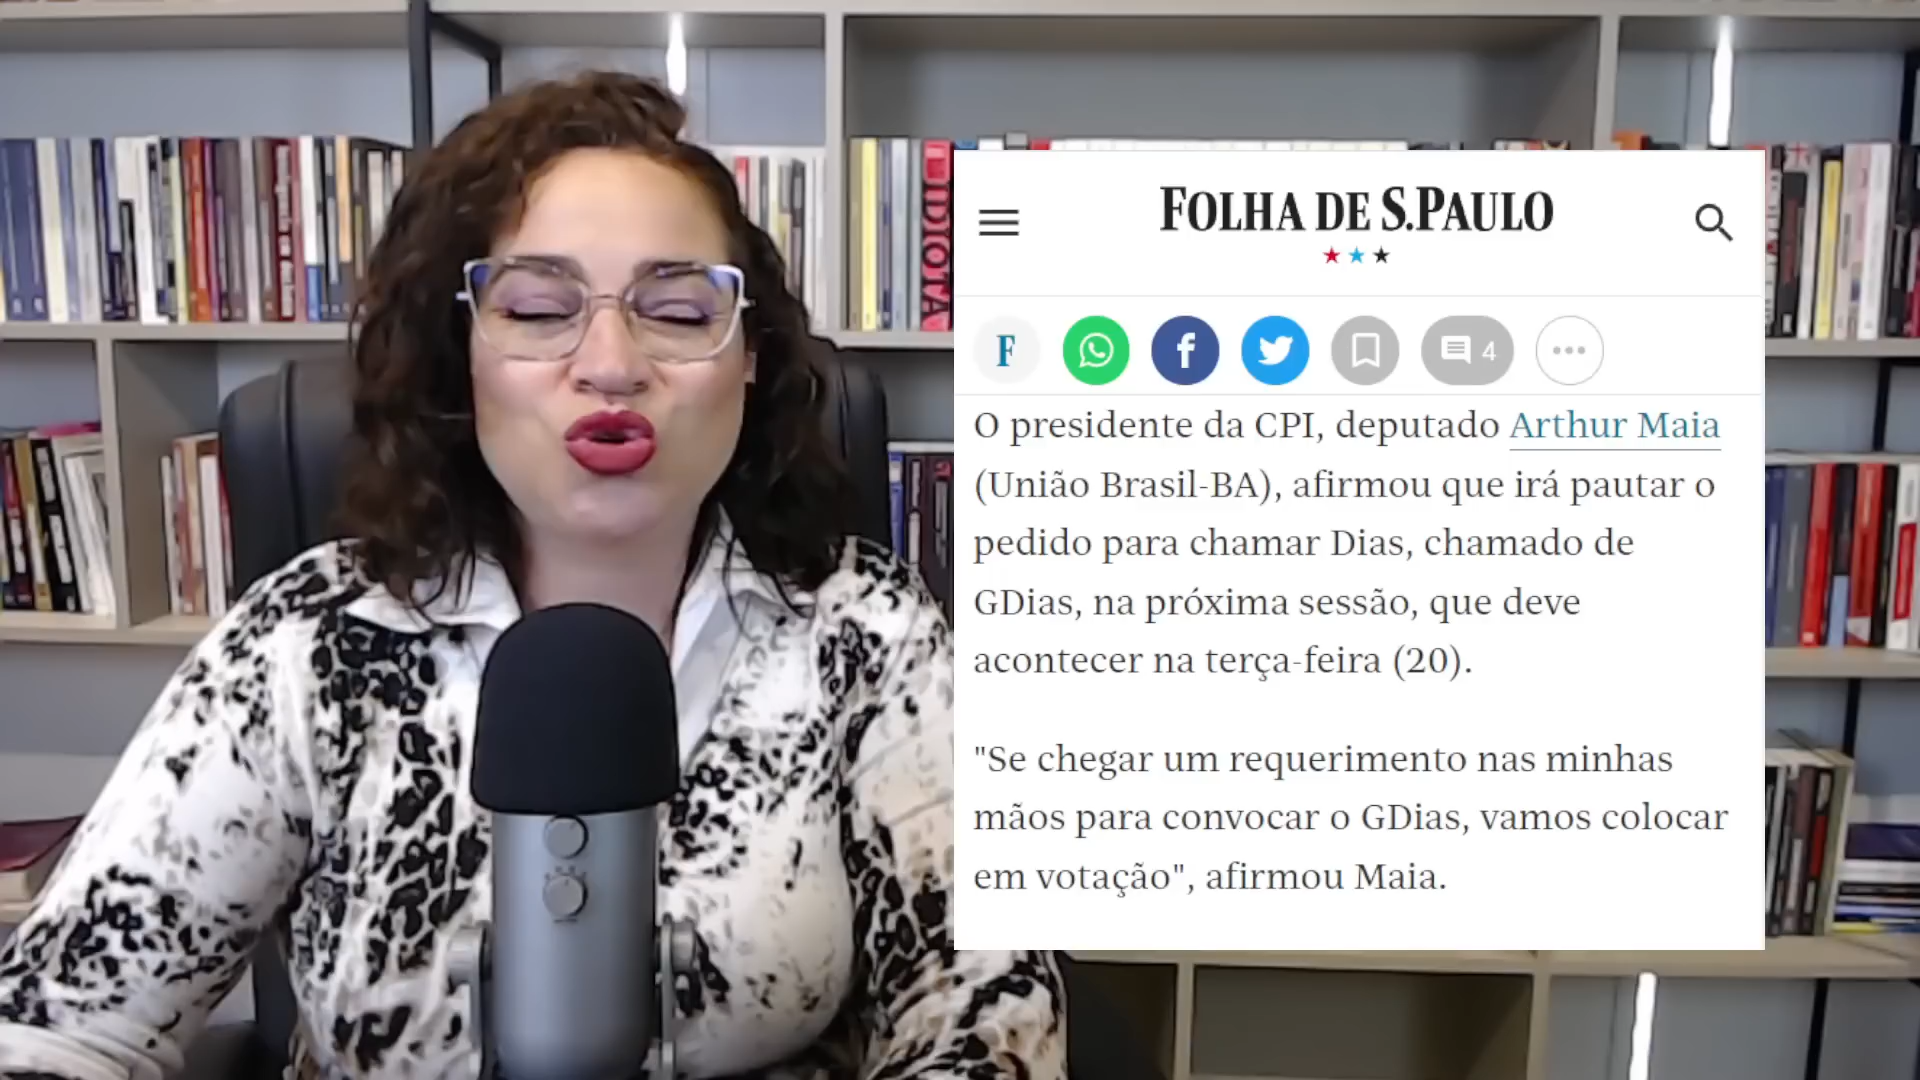 IDIOTA
FOLHA DE S.PAULO
F
4
O presidente da CPI, deputado Arthur Maia
(União Brasil-BA), afirmou que irá pautar o
pedido para chamar Dias, chamado de
GDias, na próxima sessão, que deve
acontecer na terça-feira (20).
"Se chegar um requerimento nas minhas
mãos para convocar o GDias, vamos colocar
em votação", afirmou Maia.